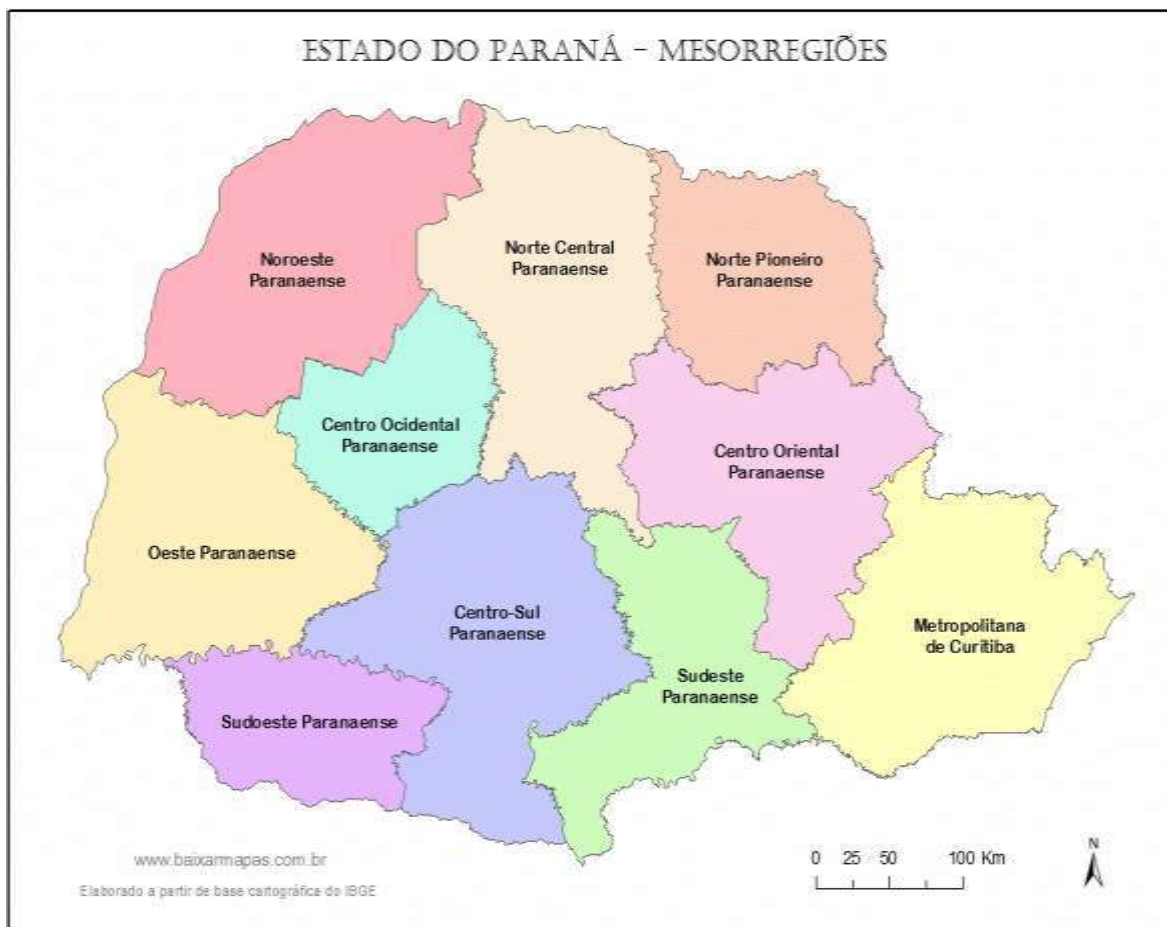 ESTADO DO PARANÁ - MESORREGIÕES
Noroeste
Paranaense
Norte Central
Paranaense
Norte Pioneiro
Paranaense
Centro Ocidental
Paranaense
Centro Oriental
Paranaense
Oeste Paranaense
Centro-Sul
Paranaense
Metropolitana
de Curitiba
Sudeste
Paranaense
Sudoeste Paranaense
www.baixarmapas.com.br
Elaborado a partir de base cartográfica do IBGE
0 25 50 100 Km
N